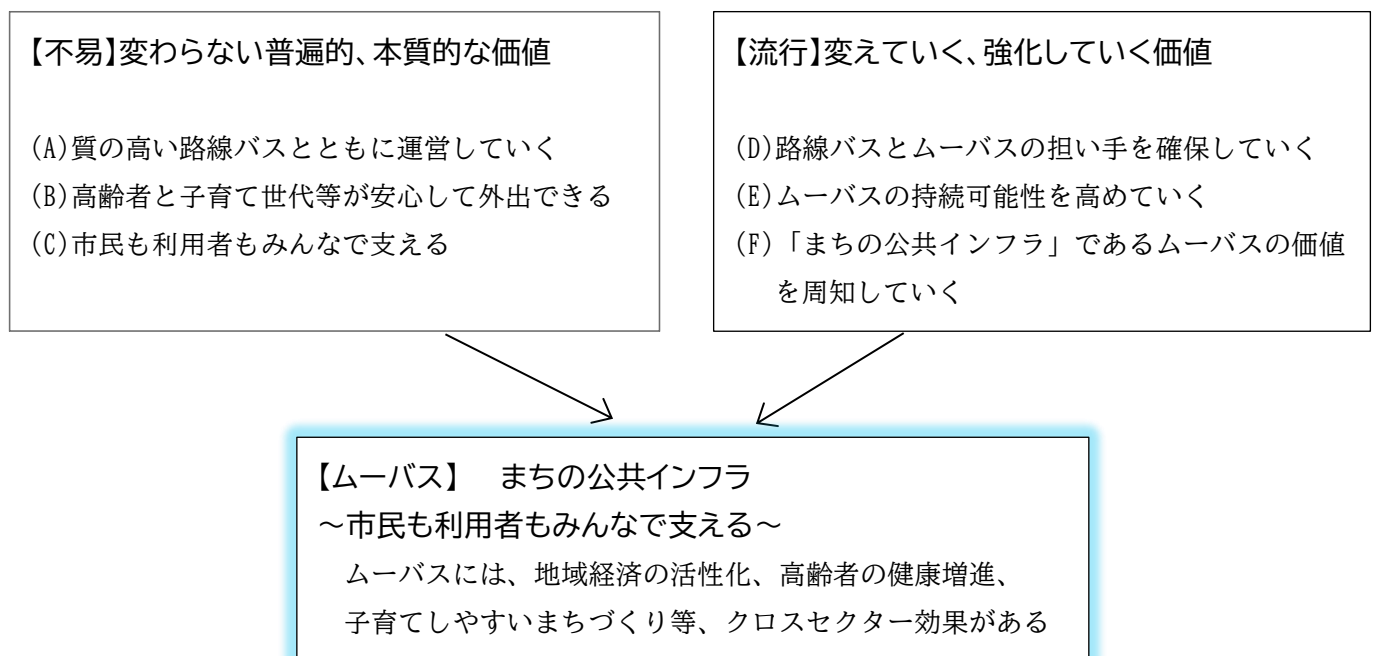 【不易】変わらない普遍的、本質的な価値
(A)質の高い路線バスとともに運営していく
(B)高齢者と子育て世代等が安心して外出できる
(C)市民も利用者もみんなで支える
【流行】変えていく、強化していく価値
(D)路線バスとムーバスの担い手を確保していく
(E)ムーバスの持続可能性を高めていく
(F)「まちの公共インフラ」であるムーバスの価値
を周知していく
【ムーバス】　まちの公共インフラ
～市民も利用者もみんなで支える～
ムーバスには、地域経済の活性化、高齢者の健康増進、
子育てしやすいまちづくり等、クロスセクター効果がある